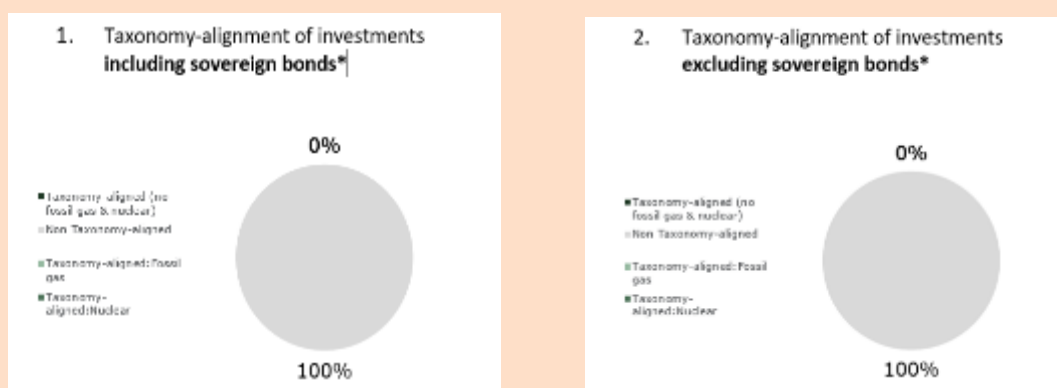 1. Taxonomy-alignment of investments
including sovereign bonds*
0%
Taxonomy-aligned (no
fossil gas & nuclear)
Non Taxonomy-aligned
Taxonomy-aligned:Fossil
gas
Taxonomy-
aligned:Nuclear
100%
2. Taxonomy-alignment of investments
excluding sovereign bonds*
0%
Taxonomy-aligned (no
fossil gas & nuclear)
Non Taxonomy-aligned
Taxonomy-aligned:Fossil
gas
Taxonomy-
aligned:Nuclear
100%